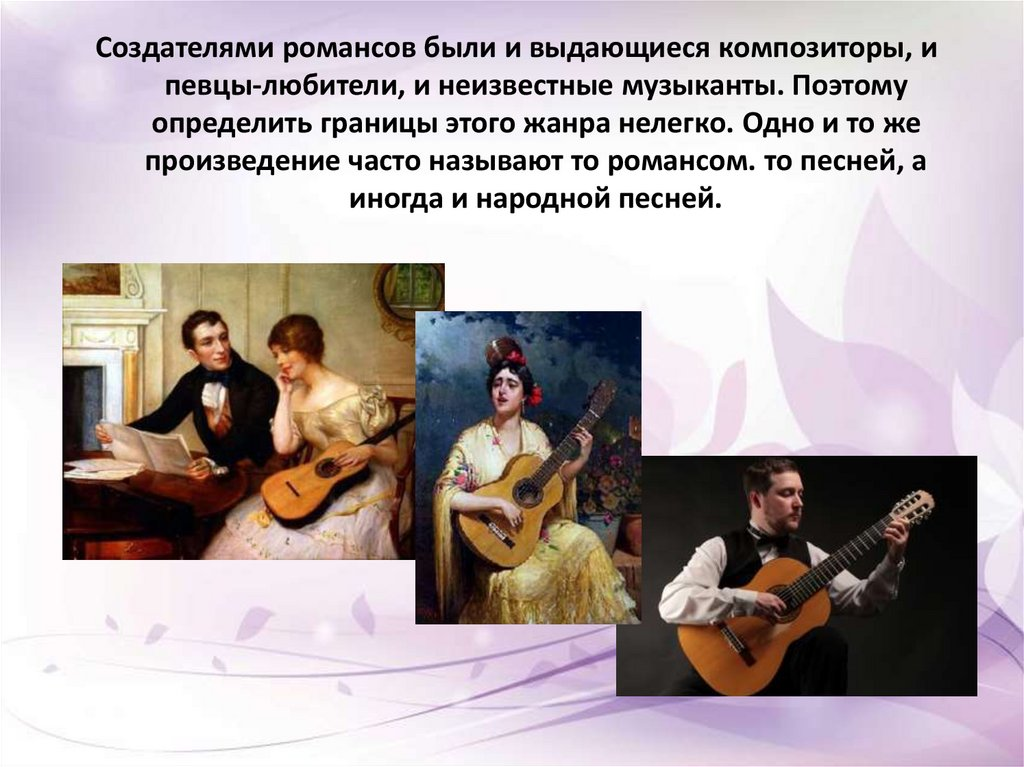 Создателями романсов были и выдающиеся композиторы, и
певцы-любители, и неизвестные музыканты. Поэтому
определить границы этого жанра нелегко. Одно и то же
произведение часто называют то романсом. то песней, а
иногда и народной песней.